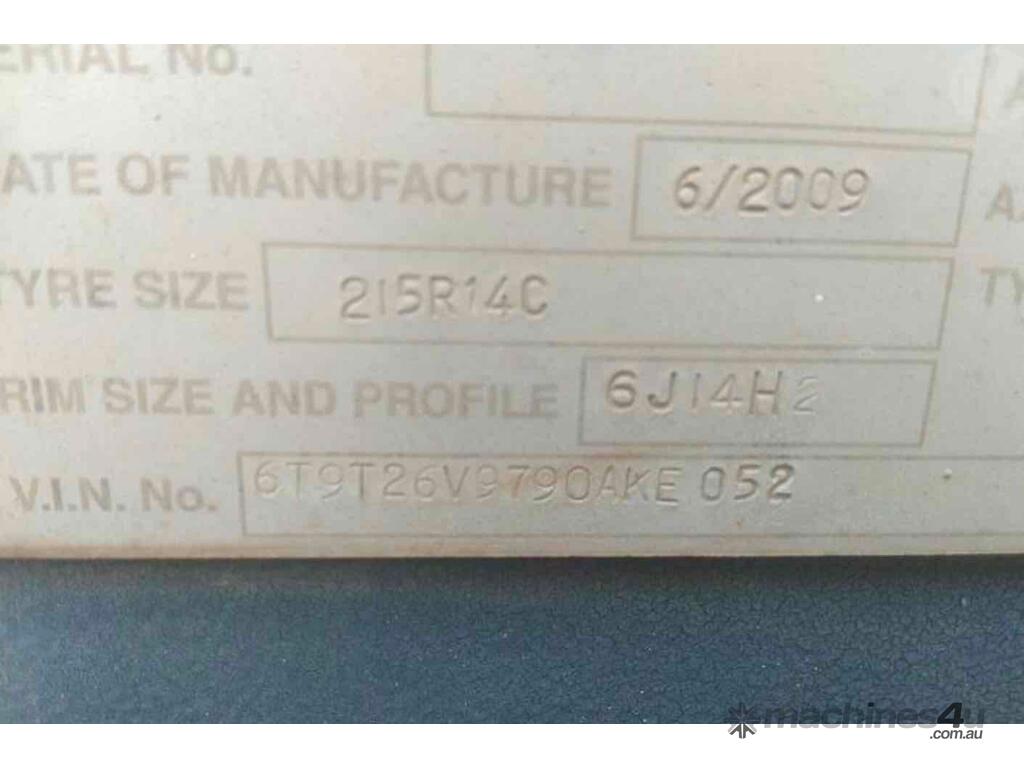 ERIAL No.
ATE OF MANUFACTURE 6/2009
TYRE SIZE 215R14C
RIM SIZE AND PROFILE 6J14H2
V.I.N. No. 6T9T26V9790AKE052
machines4u
.com.au